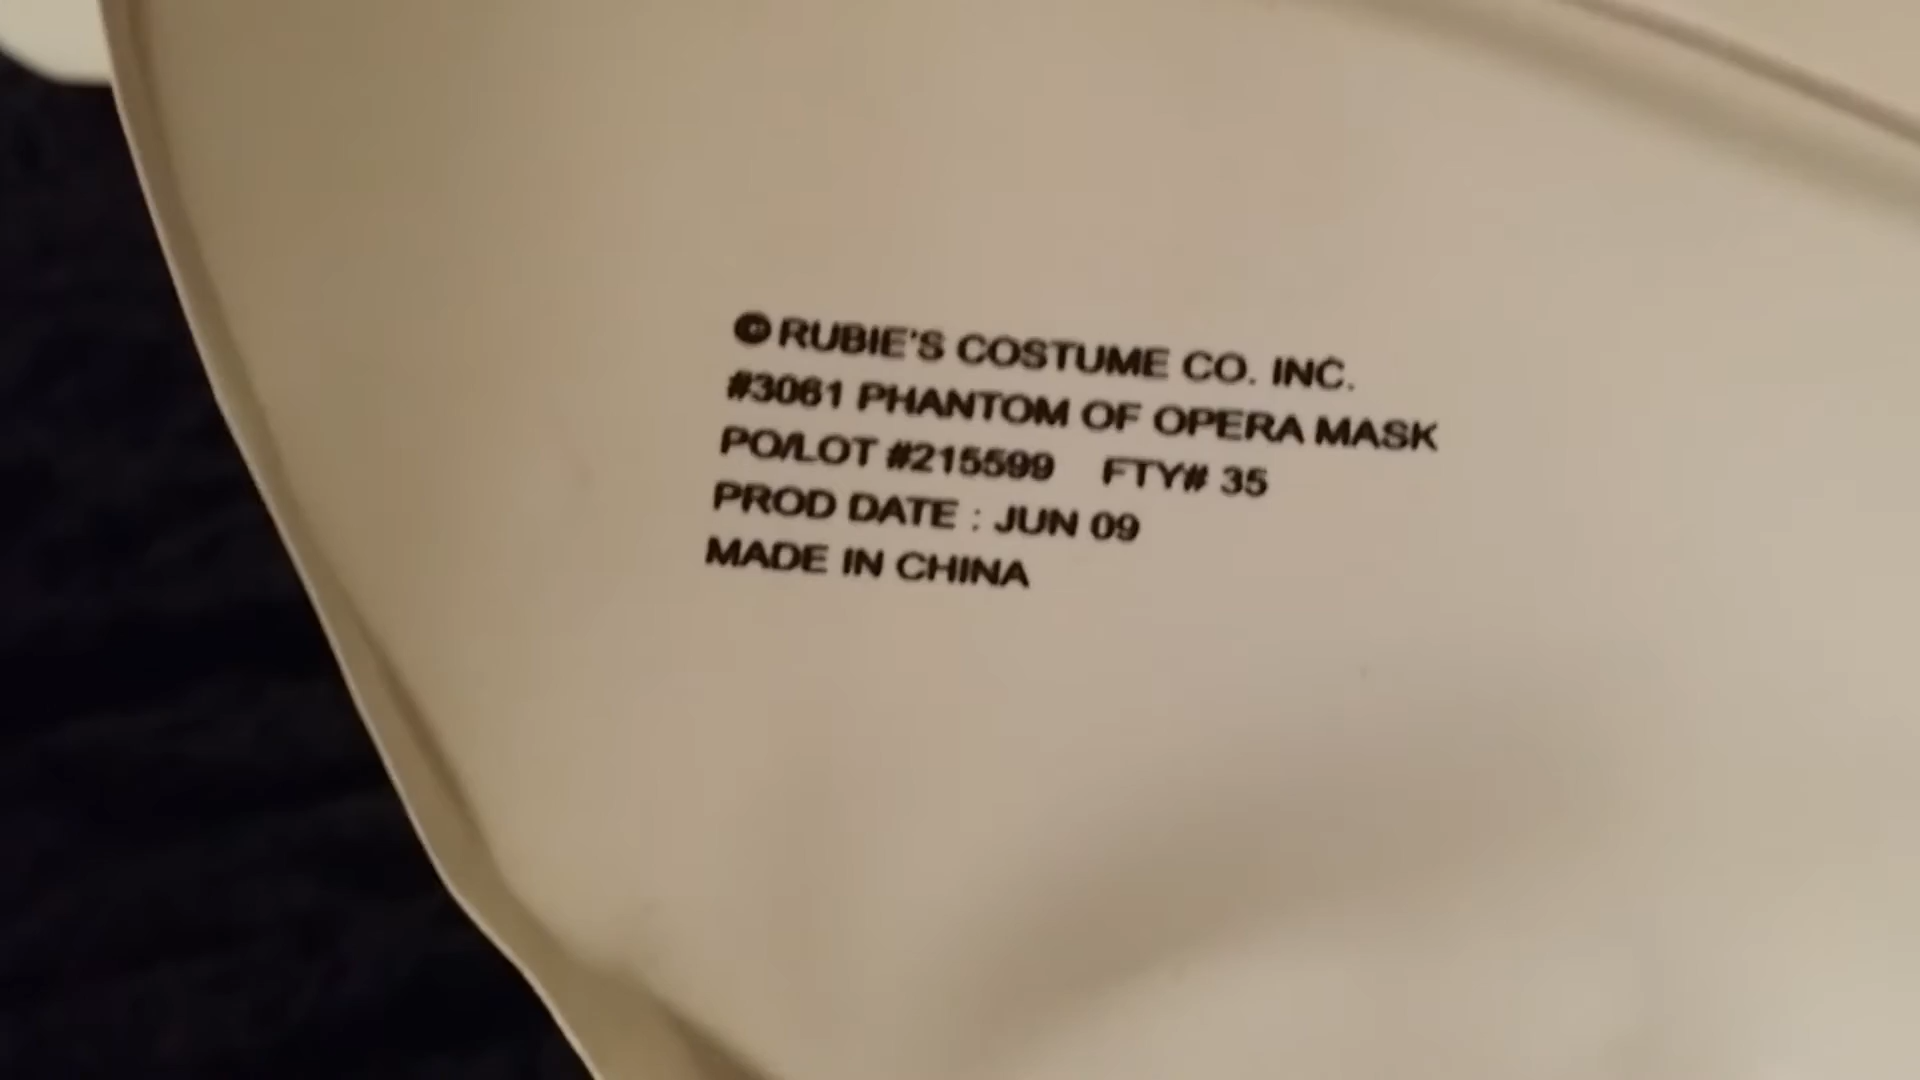 © RUBIE'S COSTUME CO. INC.
#3061 PHANTOM OF OPERA MASK
PO/LOT #215599 FTY# 35
PROD DATE : JUN 09
MADE IN CHINA